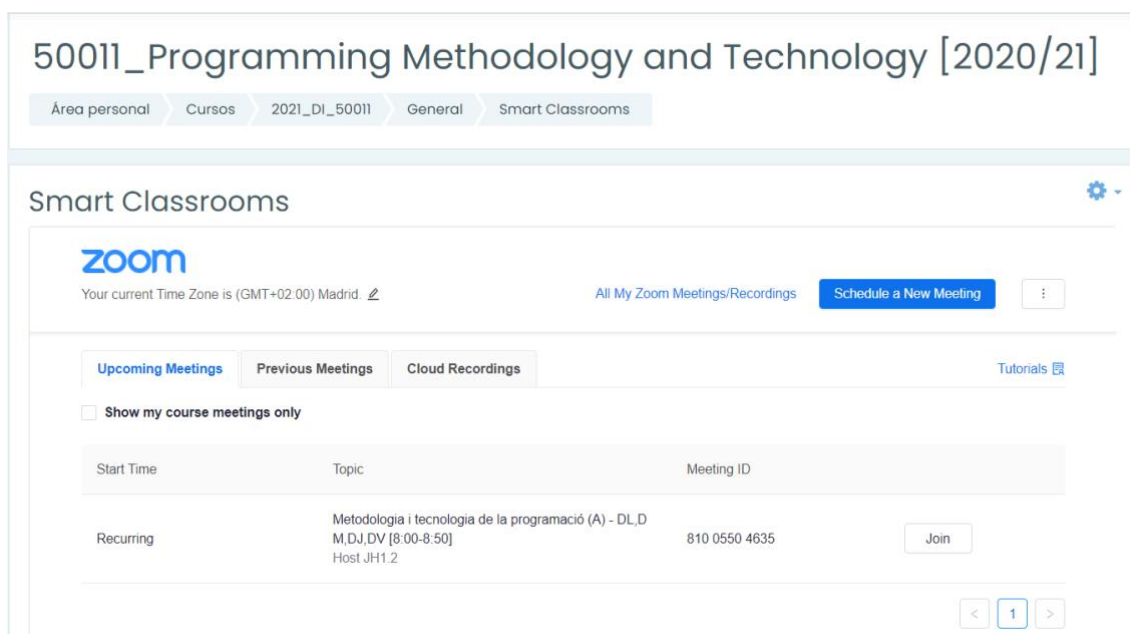 50011_Programming Methodology and Technology [2020/21]
Área personal Cursos 2021_DI_50011 General Smart Classrooms
Smart Classrooms
zoom
Your current Time Zone is (GMT+02:00) Madrid.
All My Zoom Meetings/Recordings Schedule a New Meeting
Upcoming Meetings Previous Meetings Cloud Recordings Tutorials
Show my course meetings only
Start Time Topic Meeting ID
Recurring
Metodologia i tecnologia de la programació (A) - DL,D
M,DJ,DV [8:00-8:50]
Host JH1.2
810 0550 4635 Join
< 1 >